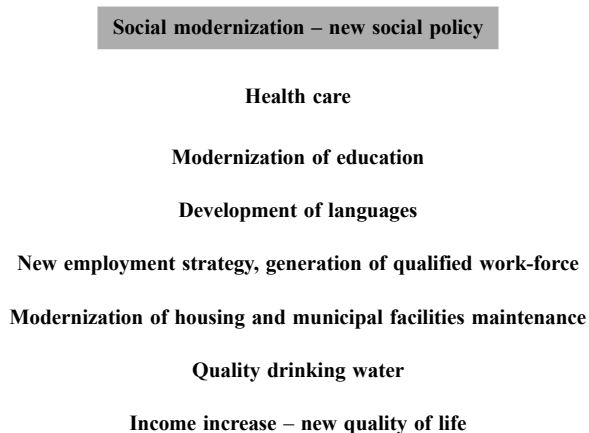 Social modernization – new social policy
Health care
Modernization of education
Development of languages
New employment strategy, generation of qualified work-force
Modernization of housing and municipal facilities maintenance
Quality drinking water
Income increase – new quality of life